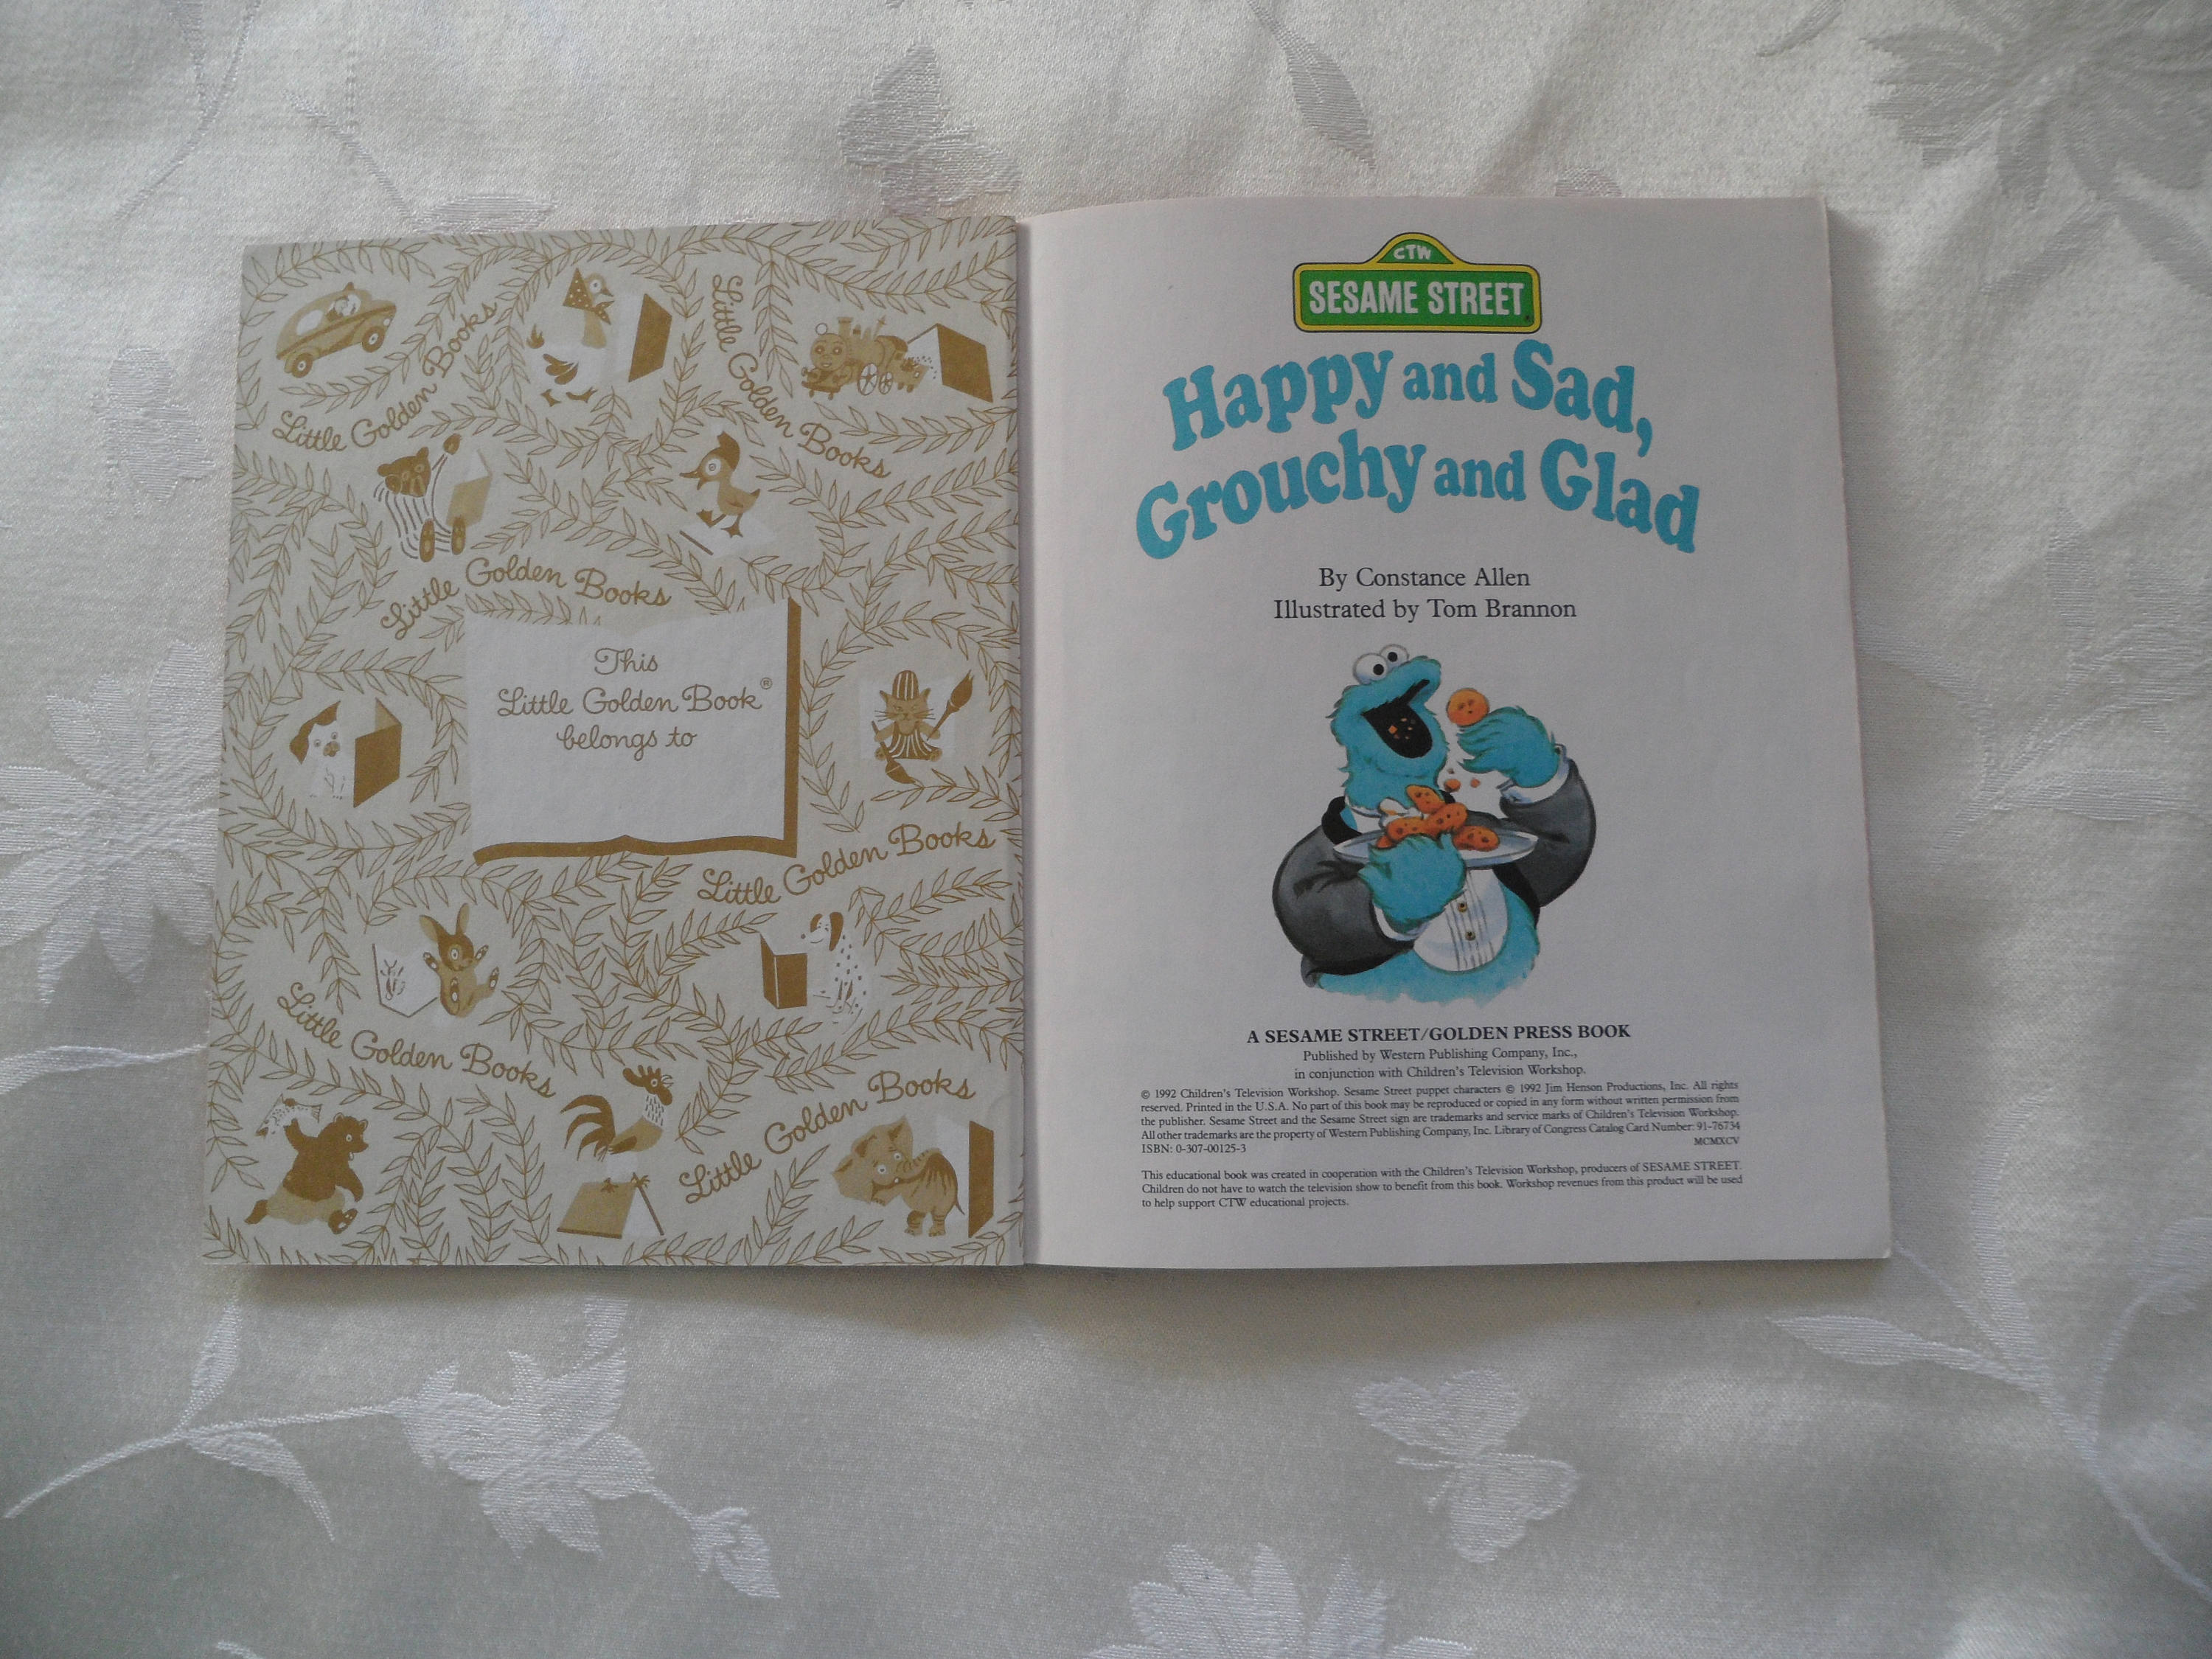 Little Golden Books
Little Golden Books
Little Golden Books
This
Little Golden Book®
belongs to
Little Golden Books
Little Golden Books
Little Golden Books
CTW
SESAME STREET®
Happy and Sad,
Grouchy and Glad
By Constance Allen
Illustrated by Tom Brannon
A SESAME STREET/GOLDEN PRESS BOOK
Published by Western Publishing Company, Inc.,
in conjunction with Children's Television Workshop.
© 1992 Children's Television Workshop. Sesame Street puppet characters © 1992 Jim Henson Productions, Inc. All rights
reserved. Printed in the U.S.A. No part of this book may be reproduced or copied in any form without written permission from
the publisher. Sesame Street and the Sesame Street sign are trademarks and service marks of Children's Television Workshop.
All other trademarks are the property of Western Publishing Company, Inc. Library of Congress Catalog Card Number: 91-76734
ISBN: 0-307-00125-3
MCMXCV
This educational book was created in cooperation with the Children's Television Workshop, producers of SESAME STREET.
Children do not have to watch the television show to benefit from this book. Workshop revenues from this product will be used
to help support CTW educational projects.